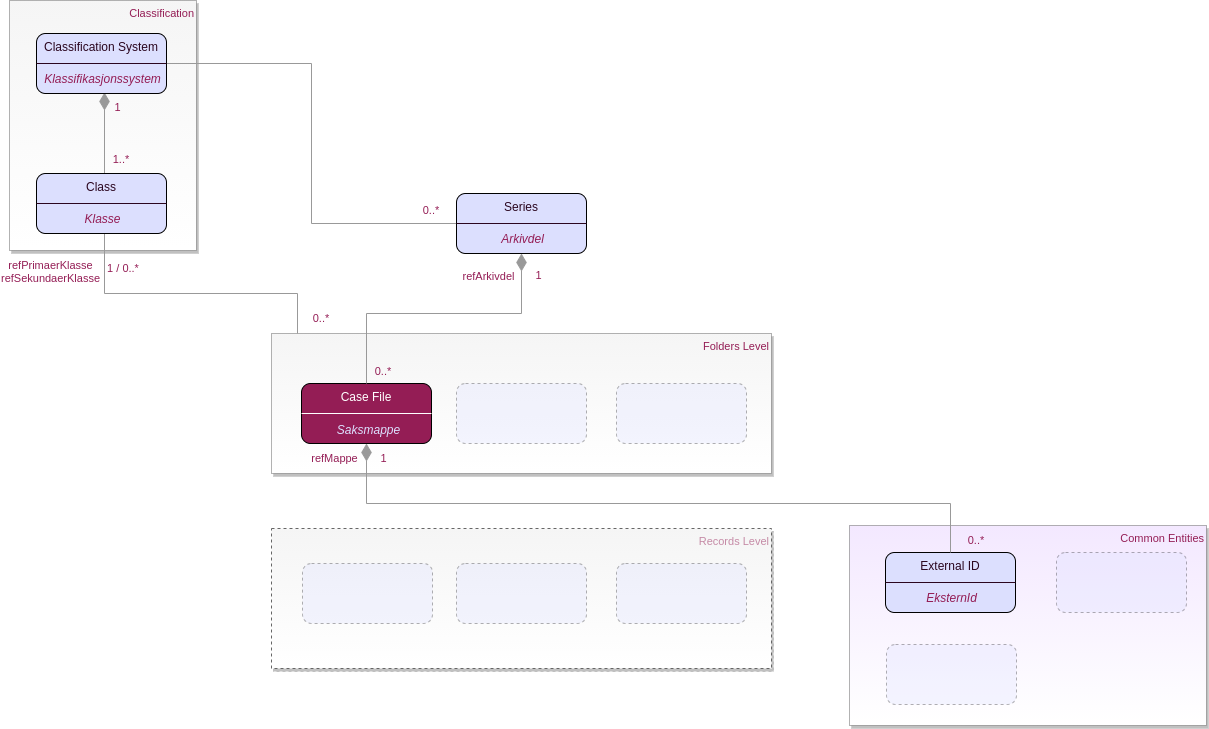 Classification
Classification System
Klassifikasjonssystem
1
1..*
Class
Klasse
refPrimaerKlasse
refSekundaerKlasse
1 / 0..*
0..*
Series
Arkivdel
refArkivdel
1
0..*
Folders Level
0..*
Case File
Saksmappe
refMappe
1
Records Level
Common Entities
0..*
External ID
EksternId